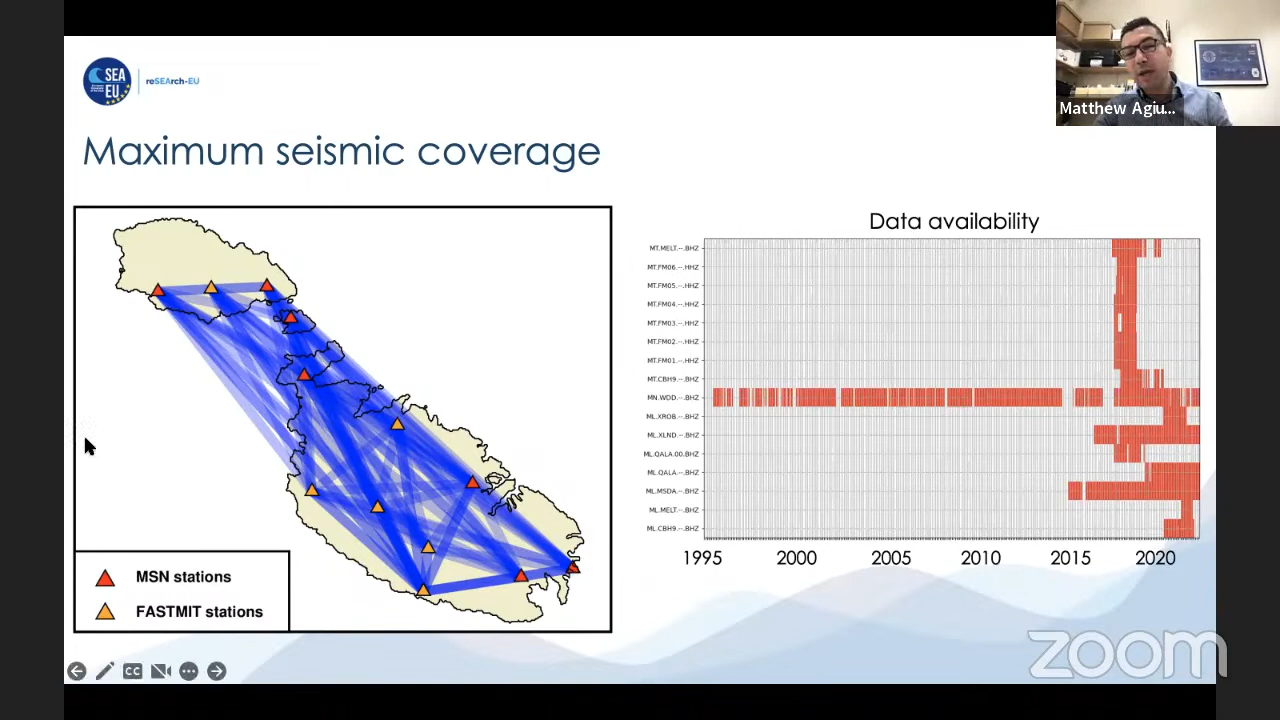 SEA
EU
reSEArch-EU
Matthew Agiu...
Maximum seismic coverage
MSN stations
FASTMIT stations
Data availability
MT.MELT.--.BHZ
MT.FM06.--.HHZ
MT.FM05.--.HHZ
MT.FM04.--.HHZ
MT.FM03.--.HHZ
MT.FM02.--.HHZ
MT.FM01.--.HHZ
MT.CBH9.--.BHZ
MN.WDD.--.BHZ
ML.XROB.--.BHZ
ML.XLND.--.BHZ
ML.QALA.00.BHZ
ML.QALA.--.BHZ
ML.MSDA.--.BHZ
ML.MELT.--.BHZ
ML.CBH9.--.BHZ
1995 2000 2005 2010 2015 2020
CC
zoom